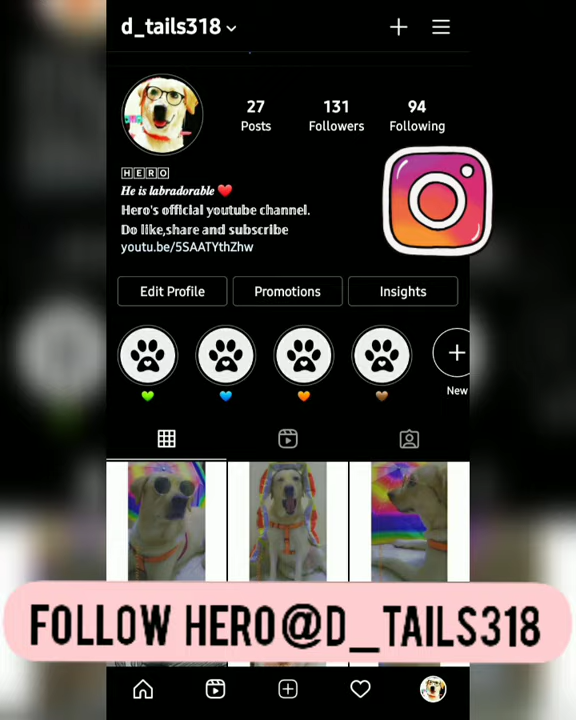 d_tails318
27 131 94
Posts Followers Following
HERO
He is labradorable ❤️
Hero's official youtube channel.
Do like,share and subscribe
youtu.be/5SAATYthZhw
Edit Profile Promotions Insights
💚 💙 🧡 🤎 New
FOLLOW HERO@D_TAILS318